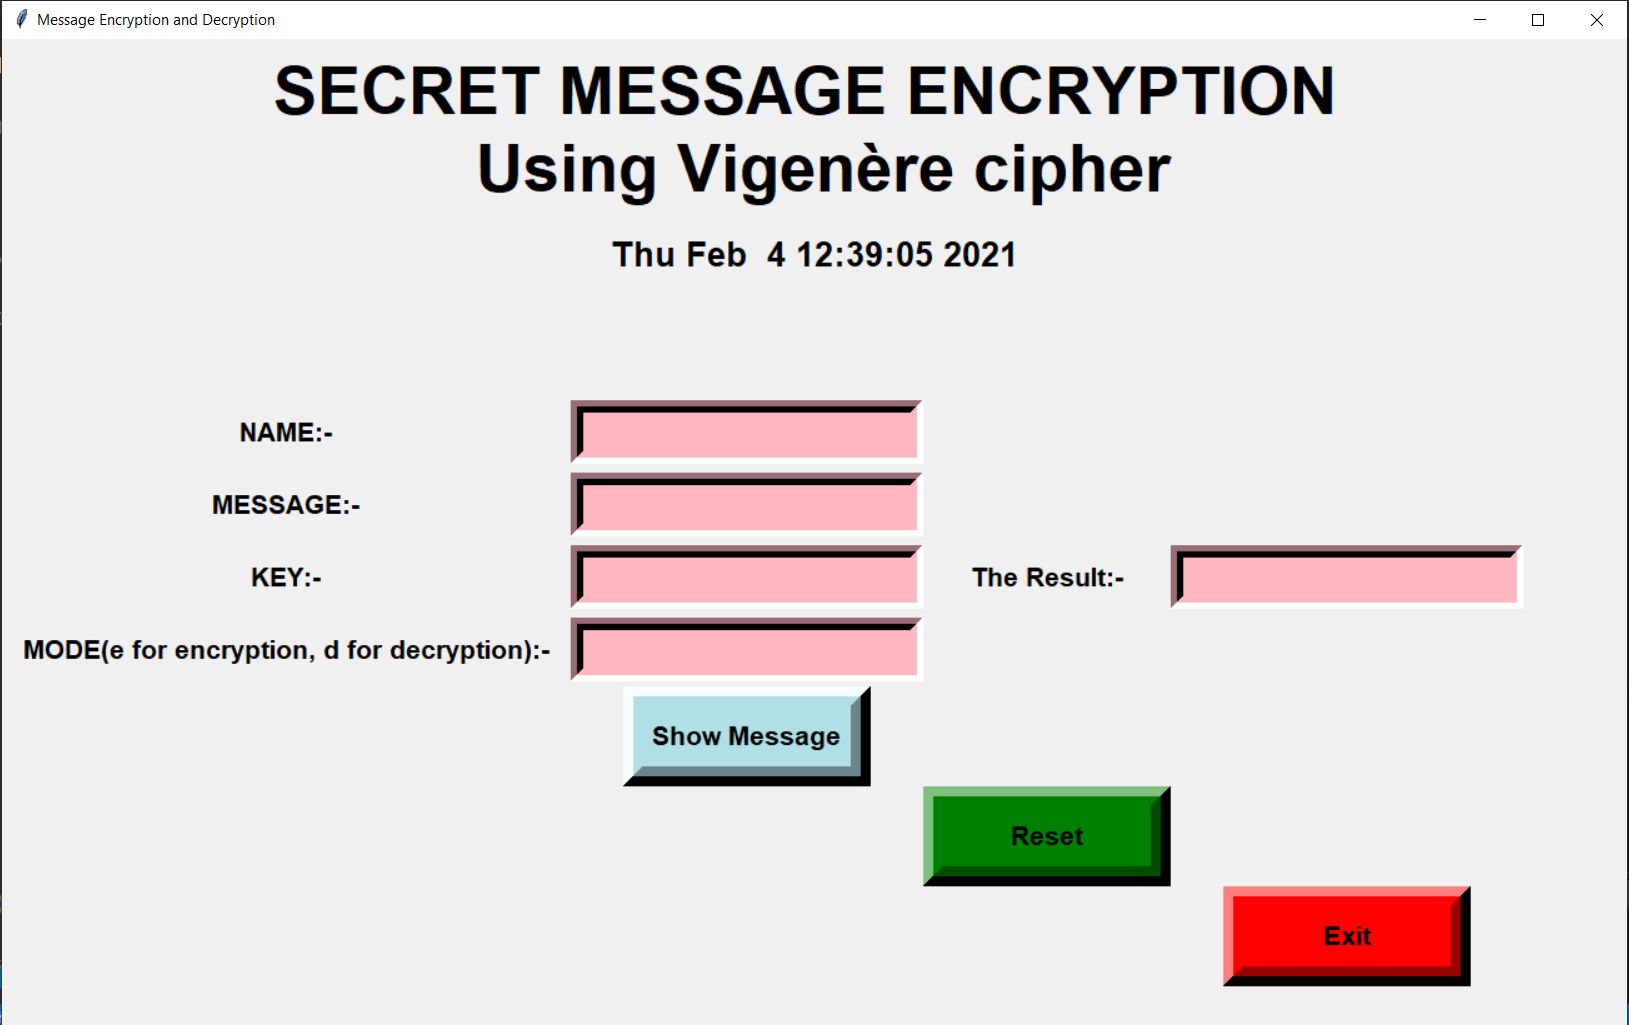 Message Encryption and Decryption
SECRET MESSAGE ENCRYPTION
Using Vigenère cipher
Thu Feb  4 12:39:05 2021
NAME:-
MESSAGE:-
KEY:-
The Result:-
MODE(e for encryption, d for decryption):-
Show Message
Reset
Exit